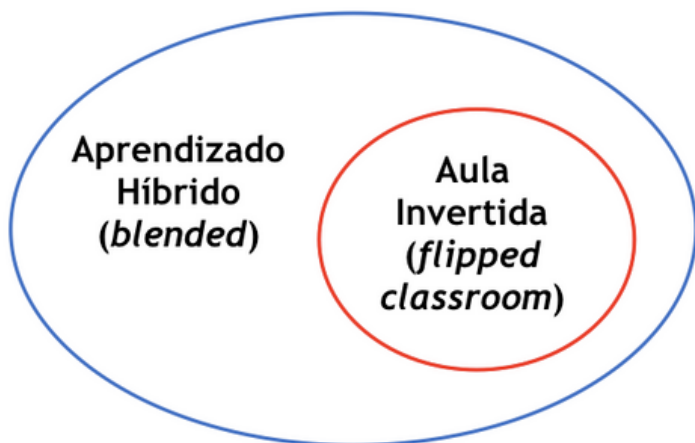 Aprendizado
Híbrido
(blended)
Aula
Invertida
(flipped
classroom)